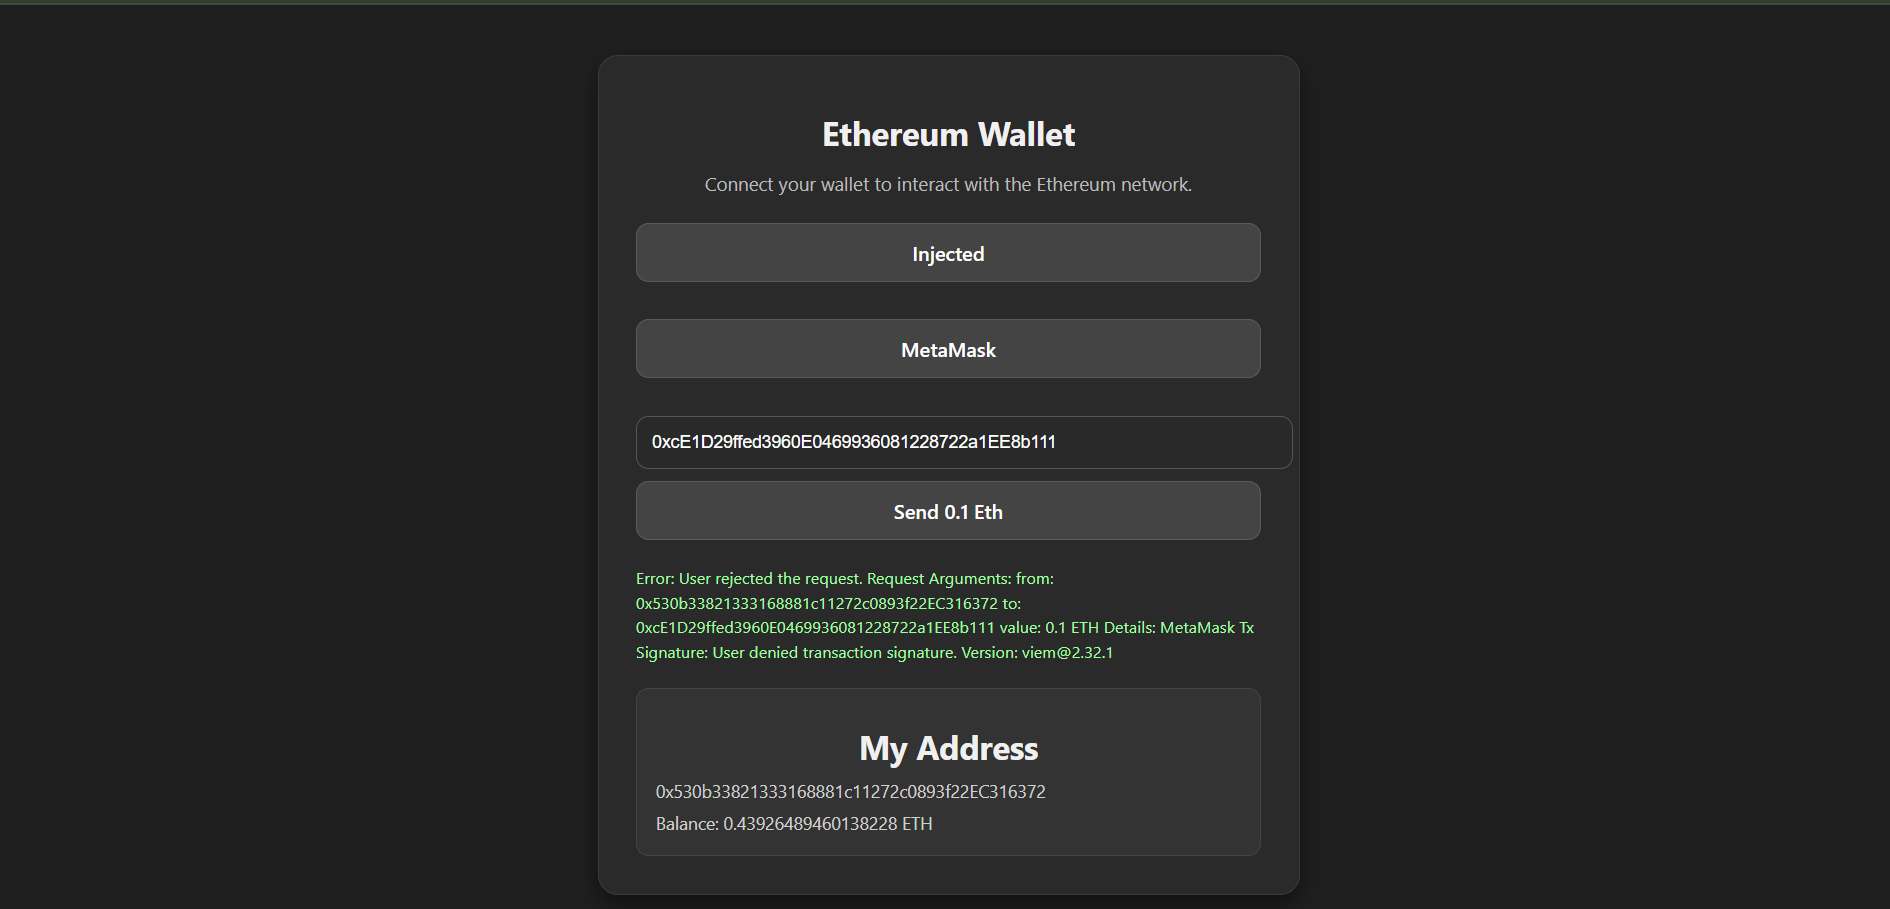 Ethereum Wallet
Connect your wallet to interact with the Ethereum network.
Injected
MetaMask
0xcE1D29ffed3960E0469936081228722a1EE8b111
Send 0.1 Eth
Error: User rejected the request. Request Arguments: from:
0x530b33821333168881c11272c0893f22EC316372 to:
0xcE1D29ffed3960E0469936081228722a1EE8b111 value: 0.1 ETH Details: MetaMask Tx
Signature: User denied transaction signature. Version: viem@2.32.1
My Address
0x530b33821333168881c11272c0893f22EC316372
Balance: 0.43926489460138228 ETH